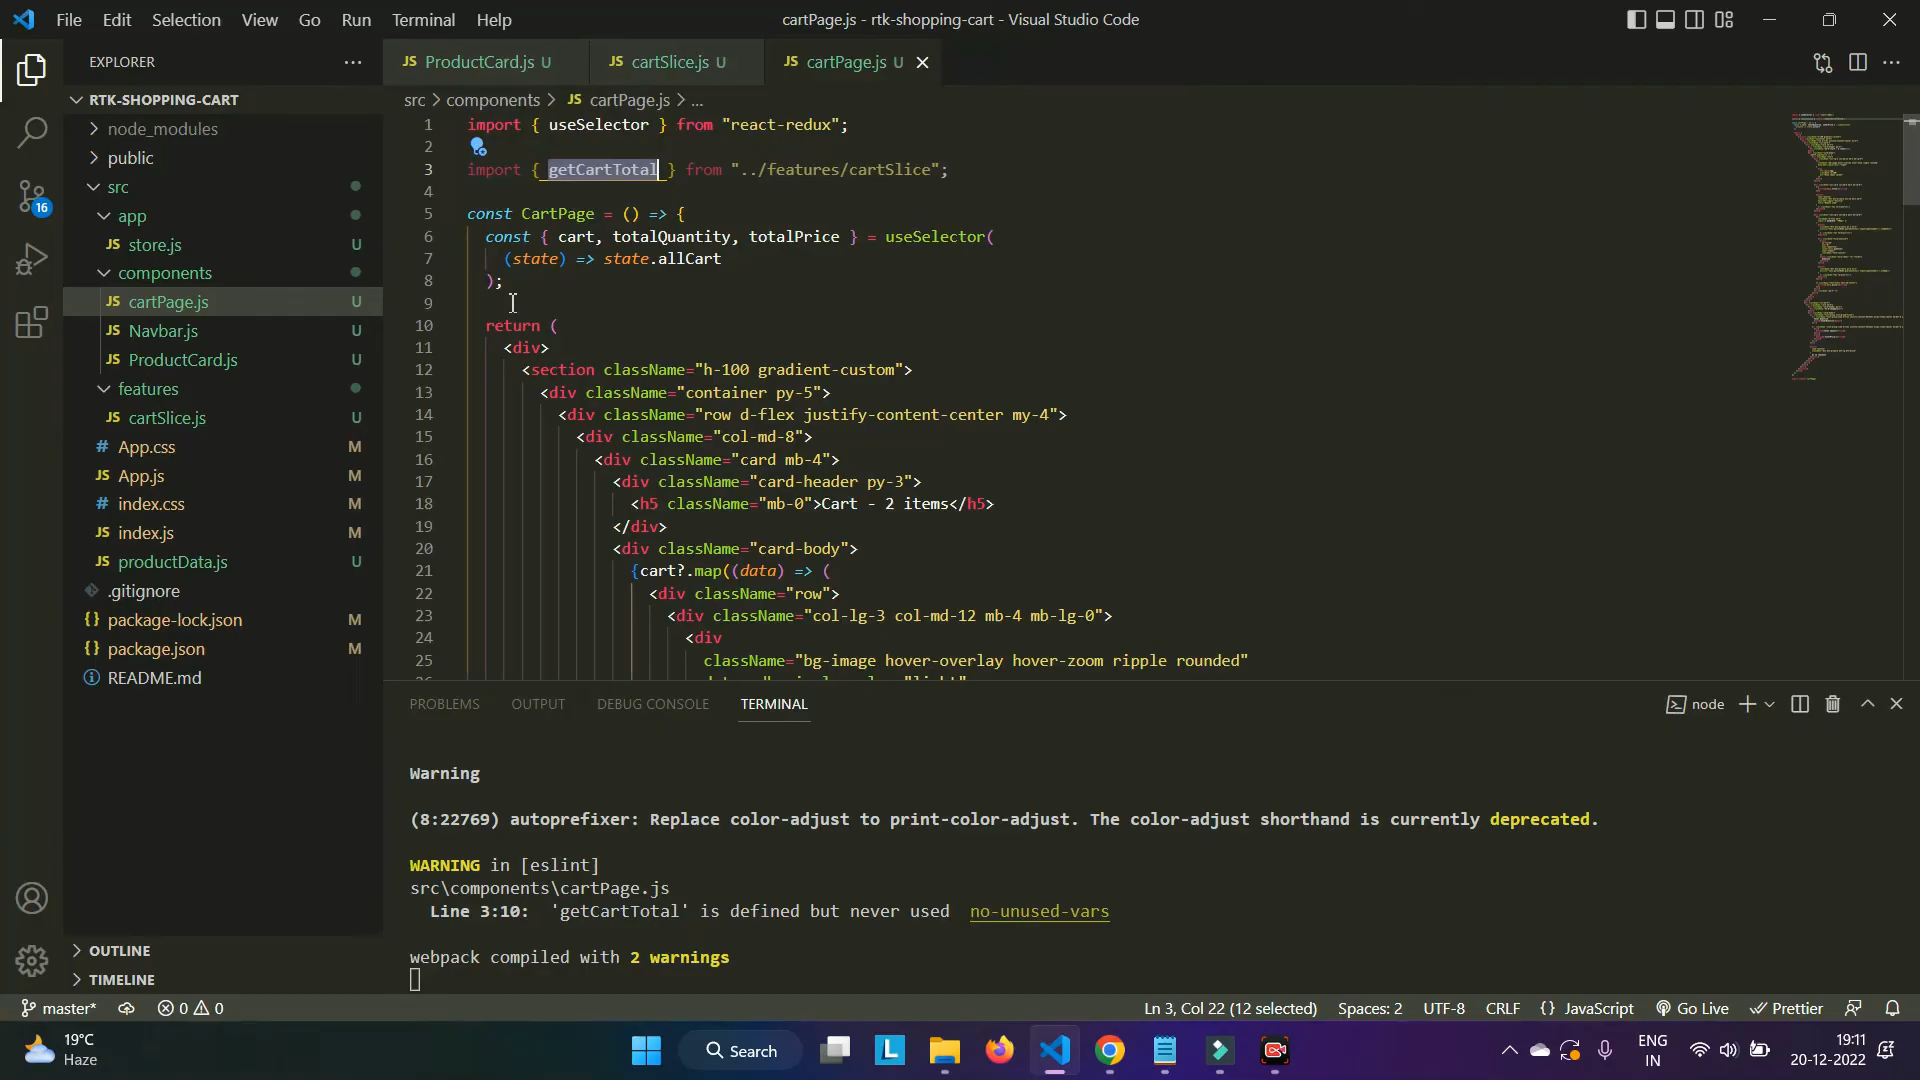 File Edit Selection View Go Run Terminal Help
cartPage.js - rtk-shopping-cart - Visual Studio Code
EXPLORER
RTK-SHOPPING-CART
node_modules
public
src
app
JS store.js U
components
JS cartPage.js U
JS Navbar.js U
JS ProductCard.js U
features
JS cartSlice.js U
# App.css M
JS App.js M
# index.css M
JS index.js M
JS productData.js U
.gitignore
{} package-lock.json M
{} package.json M
README.md
OUTLINE
TIMELINE
16
JS ProductCard.js U
JS cartSlice.js U
JS cartPage.js U
src > components > JS cartPage.js > ...
1 import { useSelector } from "react-redux";
2
3 import { getCartTotal } from "../features/cartSlice";
4
5 const CartPage = () => {
6 const { cart, totalQuantity, totalPrice } = useSelector(
7 (state) => state.allCart
8 );
9
10 return (
11 <div>
12 <section className="h-100 gradient-custom">
13 <div className="container py-5">
14 <div className="row d-flex justify-content-center my-4">
15 <div className="col-md-8">
16 <div className="card mb-4">
17 <div className="card-header py-3">
18 <h5 className="mb-0">Cart - 2 items</h5>
19 </div>
20 <div className="card-body">
21 {cart?.map((data) => (
22 <div className="row">
23 <div className="col-lg-3 col-md-12 mb-4 mb-lg-0">
24 <div
25 className="bg-image hover-overlay hover-zoom ripple rounded"
PROBLEMS OUTPUT DEBUG CONSOLE TERMINAL
node
Warning
(8:22769) autoprefixer: Replace color-adjust to print-color-adjust. The color-adjust shorthand is currently deprecated.
WARNING in [eslint]
src\components\cartPage.js
Line 3:10: 'getCartTotal' is defined but never used no-unused-vars
webpack compiled with 2 warnings
master* 0 0
Ln 3, Col 22 (12 selected) Spaces: 2 UTF-8 CRLF {} JavaScript Go Live Prettier
19°C
Haze
Search
ENG
IN
19:11
20-12-2022